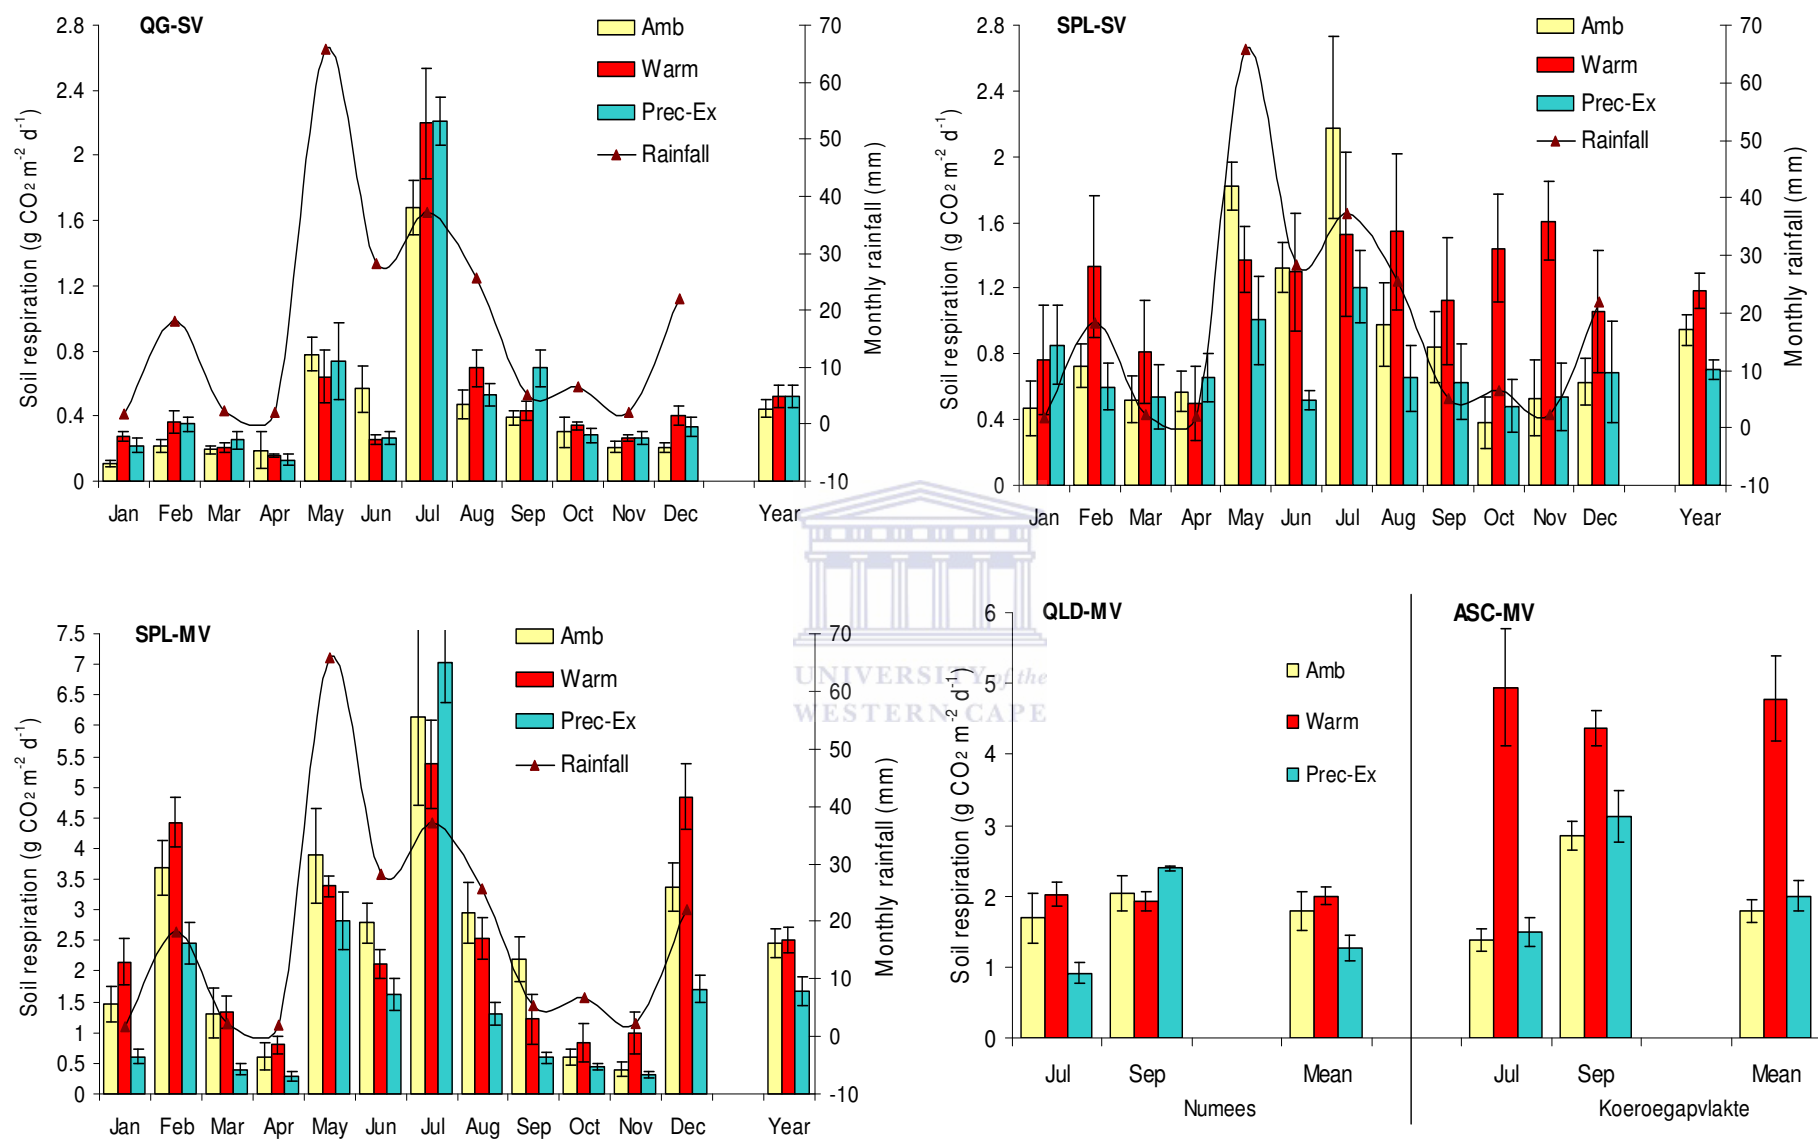 QG-SV
Soil respiration (g CO2 m-2 d-1)
2.8
2.4
2
1.6
1.2
0.8
0.4
0
Amb
Warm
Prec-Ex
Rainfall
70
60
50
40
30
20
10
0
-10
Monthly rainfall (mm)
Jan Feb Mar Apr May Jun Jul Aug Sep Oct Nov Dec Year
SPL-SV
Soil respiration (g CO2 m-2 d-1)
2.8
2.4
2
1.6
1.2
0.8
0.4
0
Amb
Warm
Prec-Ex
Rainfall
70
60
50
40
30
20
10
0
-10
Monthly rainfall (mm)
Jan Feb Mar Apr May Jun Jul Aug Sep Oct Nov Dec Year
UNIVERSITY of the
WESTERN CAPE
SPL-MV
Soil respiration (g CO2 m-2 d-1)
7.5
7
6.5
6
5.5
5
4.5
4
3.5
3
2.5
2
1.5
1
0.5
0
Amb
Warm
Prec-Ex
Rainfall
70
60
50
40
30
20
10
0
-10
Monthly rainfall (mm)
Jan Feb Mar Apr May Jun Jul Aug Sep Oct Nov Dec Year
QLD-MV
ASC-MV
Soil respiration (g CO2 m-2 d-1)
6
5
4
3
2
1
0
Amb
Warm
Prec-Ex
Jul Sep Mean Jul Sep Mean
Numees Koeroegapvlakte